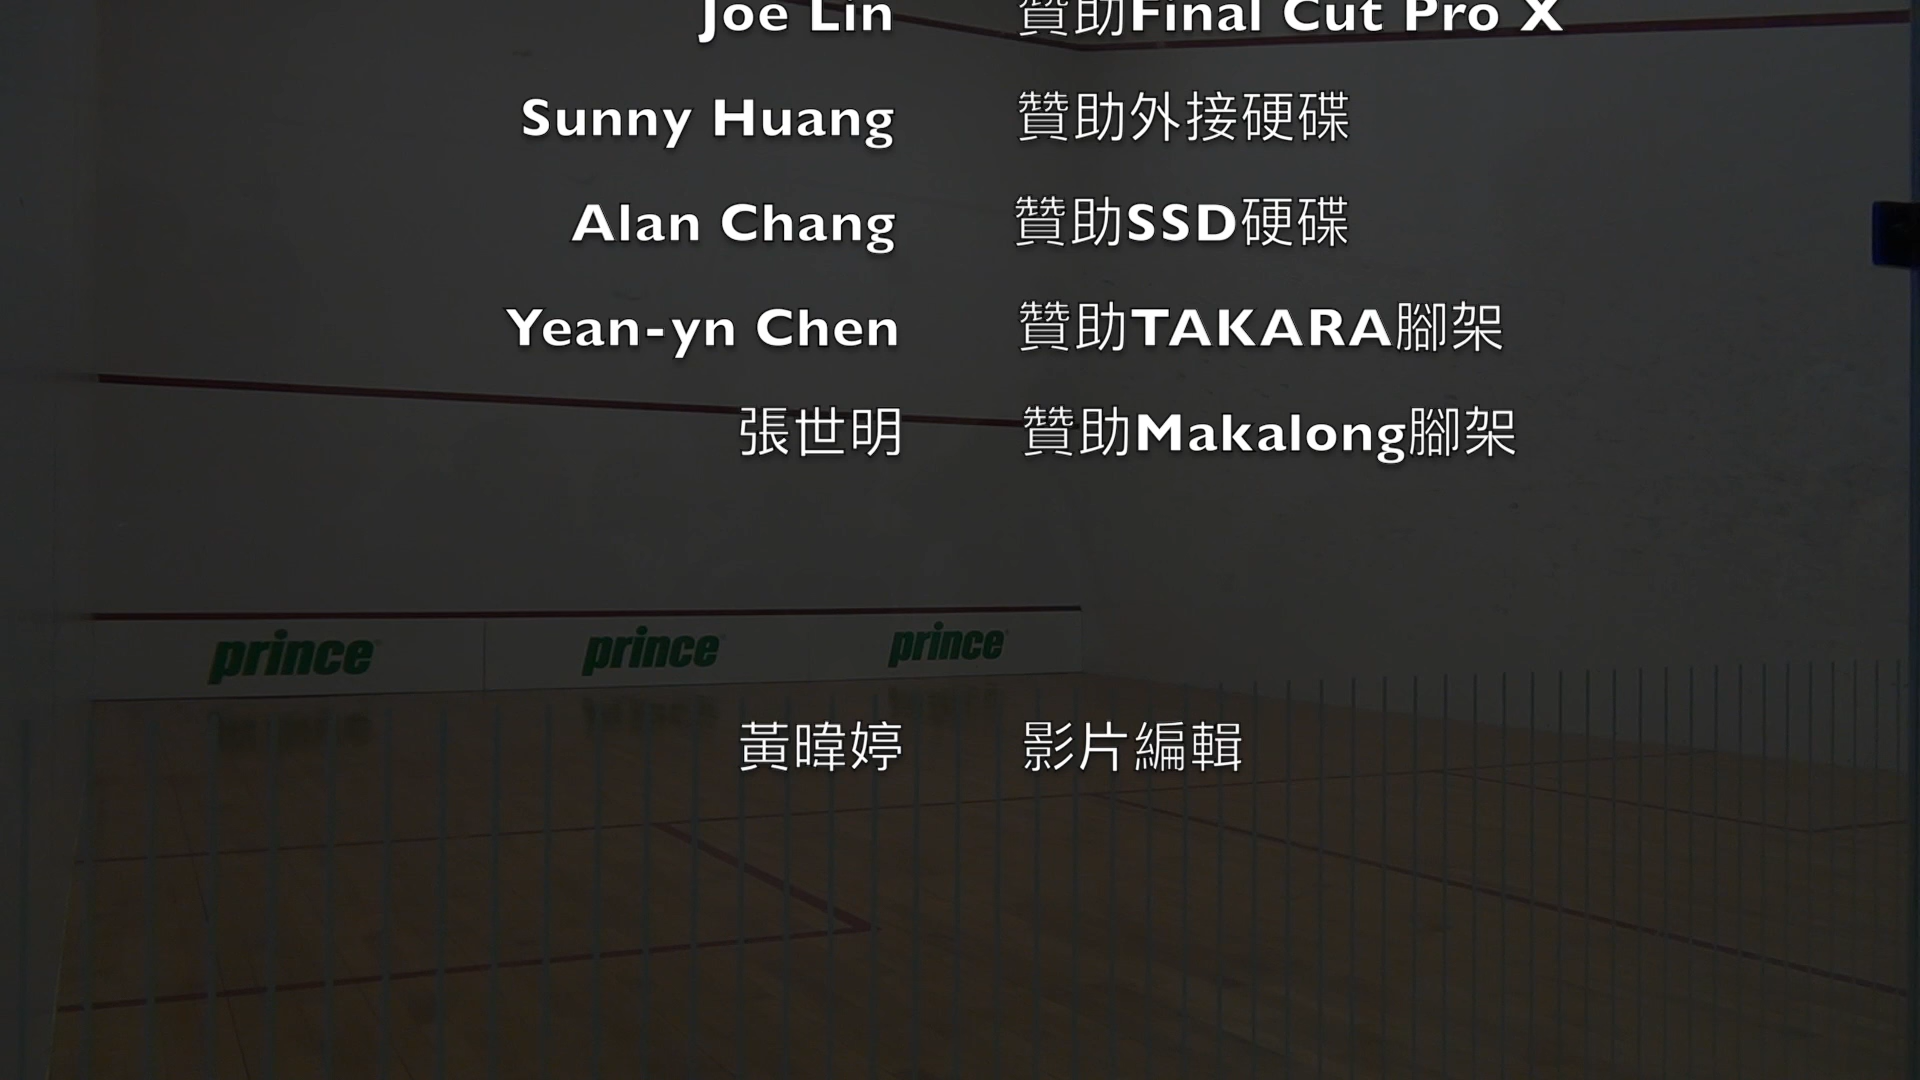 Joe Lin 贊助Final Cut Pro X
Sunny Huang 贊助外接硬碟
Alan Chang 贊助SSD硬碟
Yean-yn Chen 贊助TAKARA腳架
張世明 贊助Makalong腳架
prince prince prince
黃暐婷 影片編輯